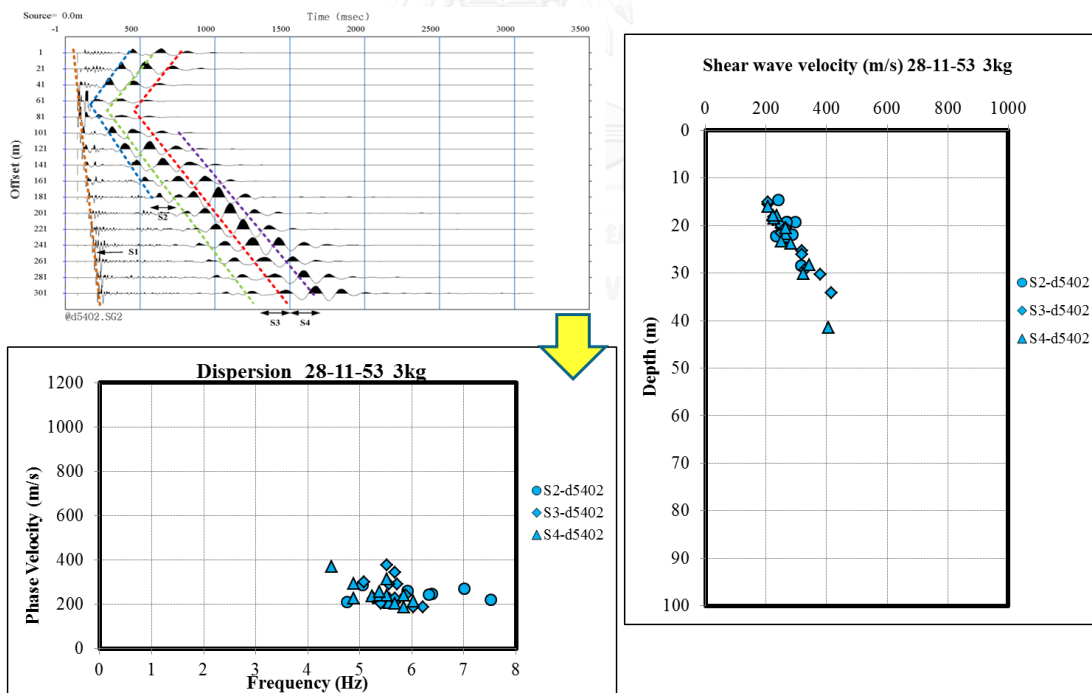 Source= 0.0m
Time (msec)
-1 500 1000 1500 2000 2500 3000 3500
Offset (m)
1
21
41
61
81
101
121
141
161
181
201
221
241
261
281
301
S1
S2
S3 S4
@d5402.SG2
Dispersion 28-11-53 3kg
Phase Velocity (m/s)
1200
1000
800
600
400
200
0
0 1 2 3 4 5 6 7 8
Frequency (Hz)
S2-d5402
S3-d5402
S4-d5402
Shear wave velocity (m/s) 28-11-53 3kg
0 200 400 600 800 1000
Depth (m)
0
10
20
30
40
50
60
70
80
90
100
S2-d5402
S3-d5402
S4-d5402